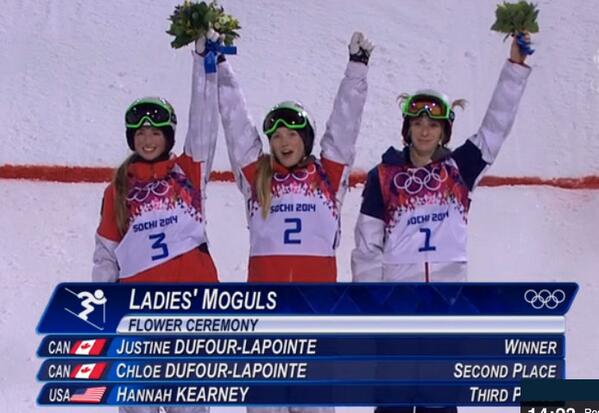 SOCHI 2014
3
SOCHI 2014
2
SOCHI 2014
1
LADIES' MOGULS
FLOWER CEREMONY
CAN JUSTINE DUFOUR-LAPOINTE WINNER
CAN CHLOE DUFOUR-LAPOINTE SECOND PLACE
USA HANNAH KEARNEY THIRD